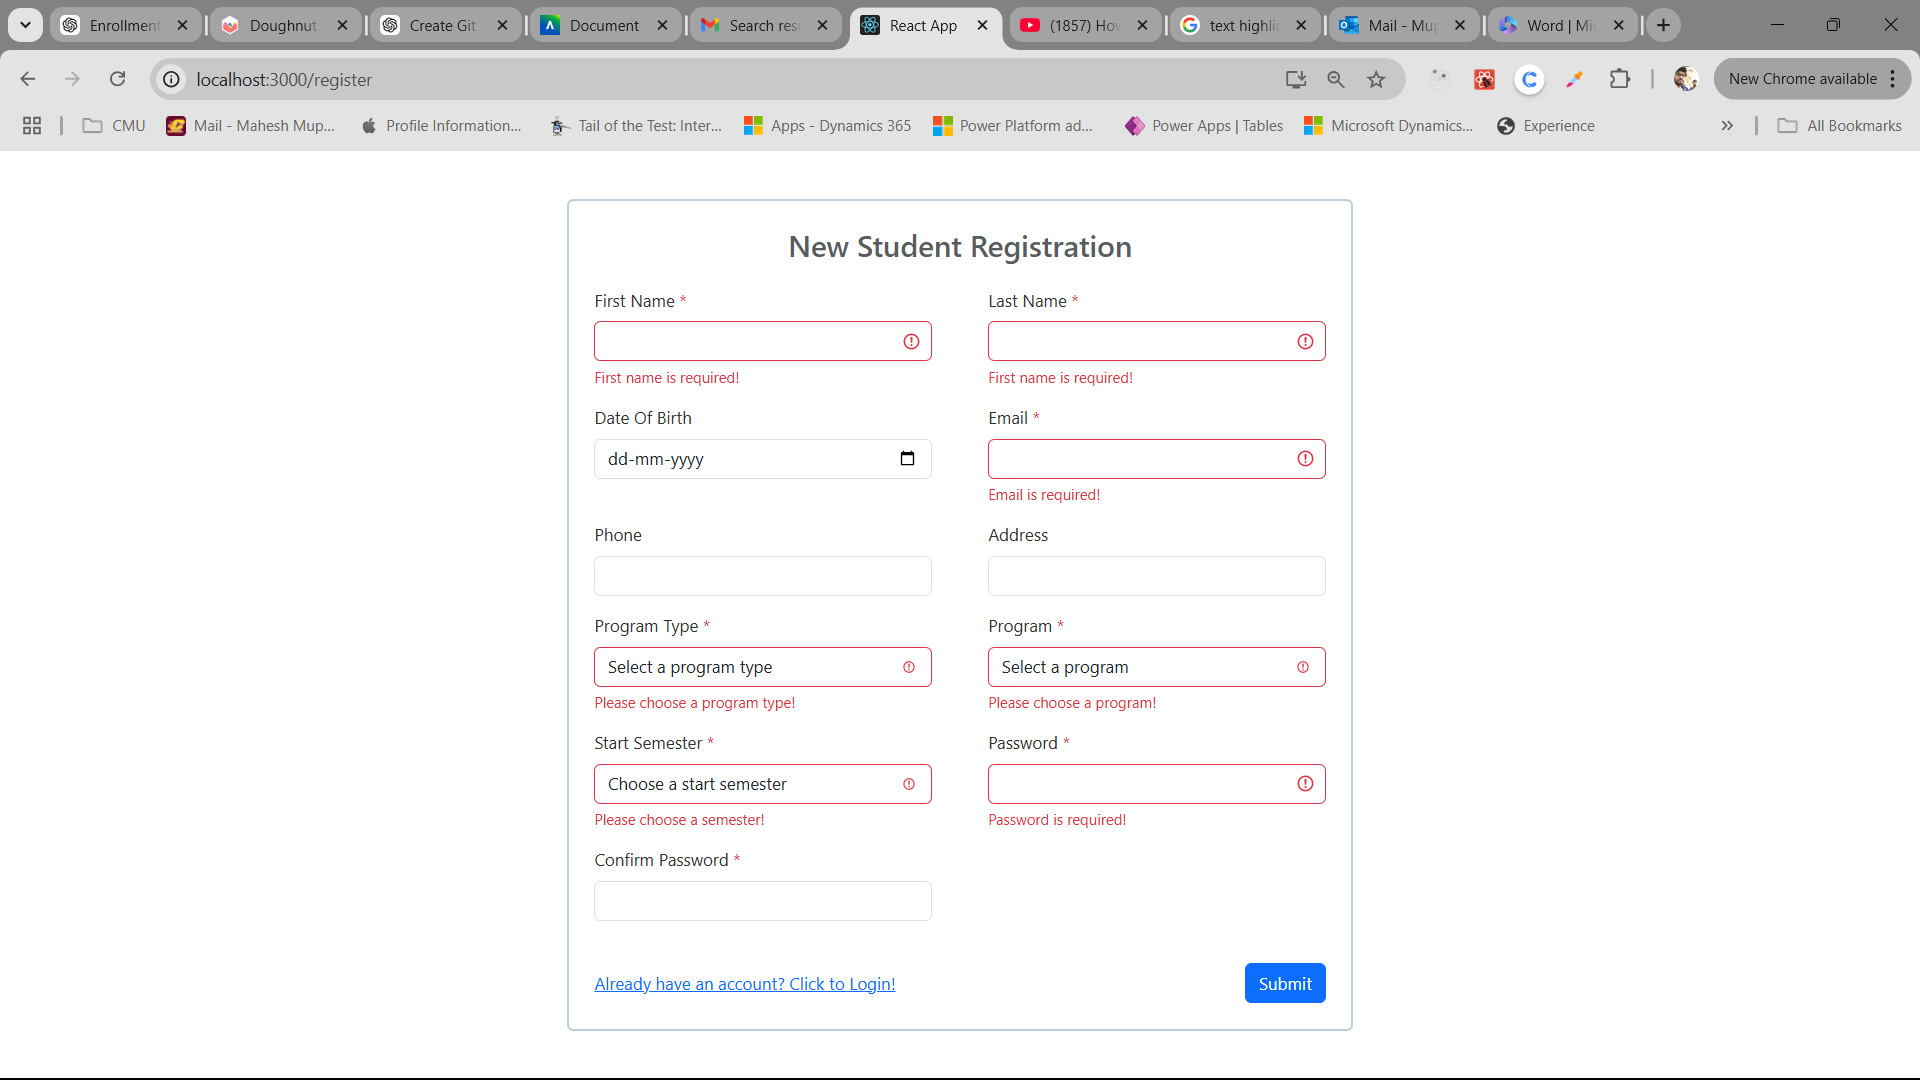 Enrollment
Doughnut
Create Git
Document
Search res
React App
(1857) How
text highlig
Mail - Mup
Word | Mic
localhost:3000/register
New Chrome available
CMU
Mail - Mahesh Mup...
Profile Information...
Tail of the Test: Inter...
Apps - Dynamics 365
Power Platform ad...
Power Apps | Tables
Microsoft Dynamics...
Experience
All Bookmarks
New Student Registration
First Name *
Last Name *
First name is required!
First name is required!
Date Of Birth
Email *
dd-mm-yyyy
Email is required!
Phone
Address
Program Type *
Program *
Select a program type
Select a program
Please choose a program type!
Please choose a program!
Start Semester *
Password *
Choose a start semester
Please choose a semester!
Password is required!
Confirm Password *
Already have an account? Click to Login!
Submit